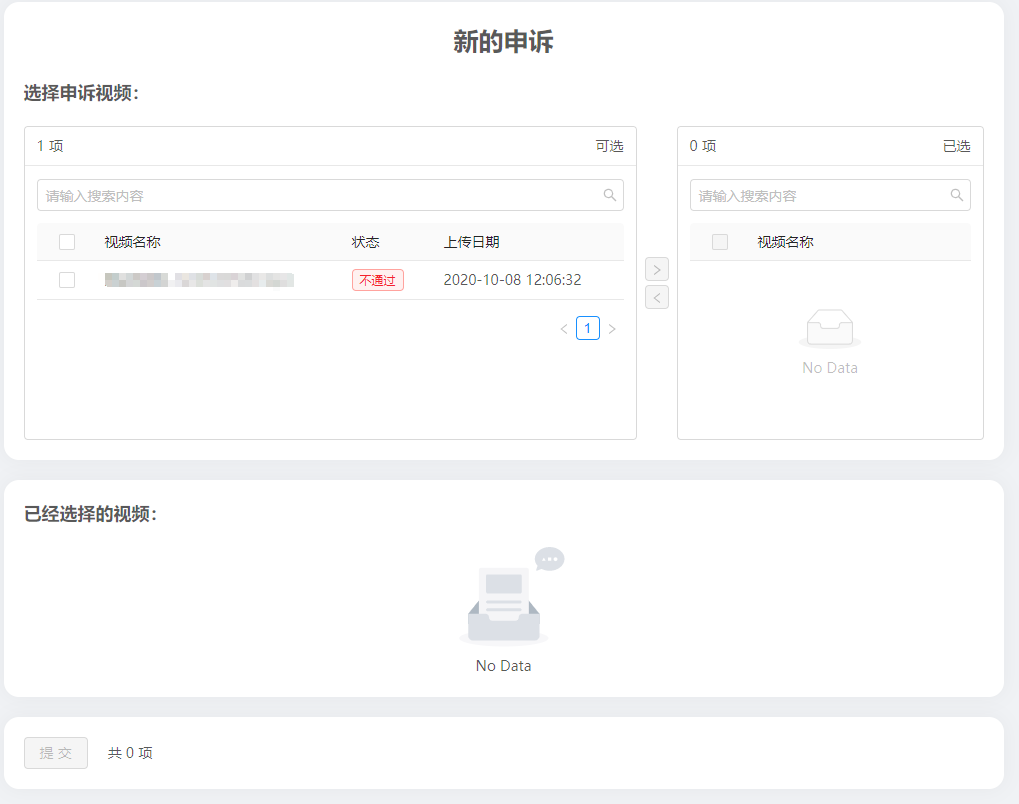 新的申诉
选择申诉视频：
1 项 可选
请输入搜索内容
视频名称 状态 上传日期
不通过 2020-10-08 12:06:32
< 1 >
>
<
0 项 已选
请输入搜索内容
视频名称
No Data
已经选择的视频：
No Data
提 交 共 0 项